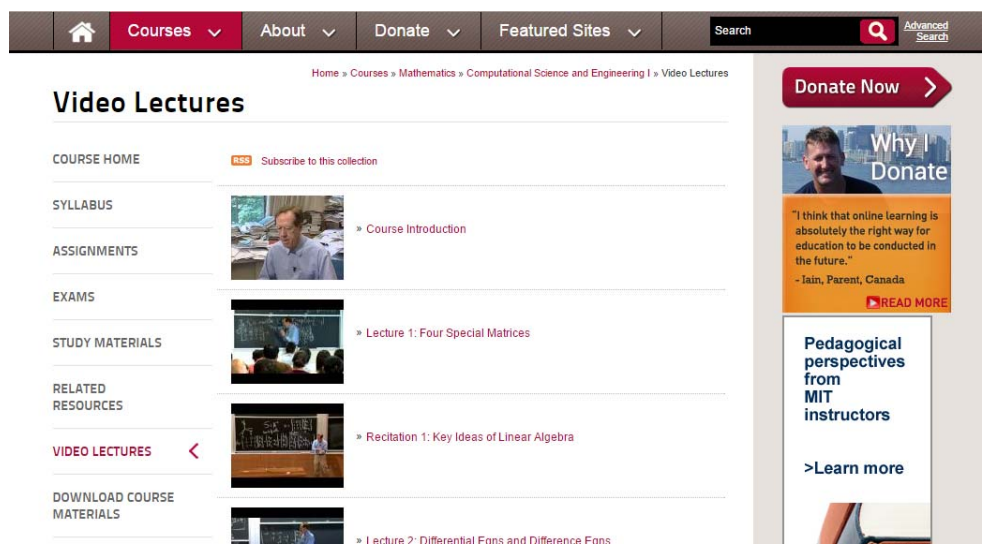 Courses
About
Donate
Featured Sites
Search
Advanced
Search
Home » Courses » Mathematics » Computational Science and Engineering I » Video Lectures
Video Lectures
COURSE HOME
SYLLABUS
ASSIGNMENTS
EXAMS
STUDY MATERIALS
RELATED
RESOURCES
VIDEO LECTURES
DOWNLOAD COURSE
MATERIALS
RSS Subscribe to this collection
» Course Introduction
» Lecture 1: Four Special Matrices
» Recitation 1: Key Ideas of Linear Algebra
» Lecture 2: Differential Eqns and Difference Eqns
Donate Now
Why I
Donate
"I think that online learning is
absolutely the right way for
education to be conducted in
the future."
- Iain, Parent, Canada
READ MORE
Pedagogical
perspectives
from
MIT
instructors
>Learn more